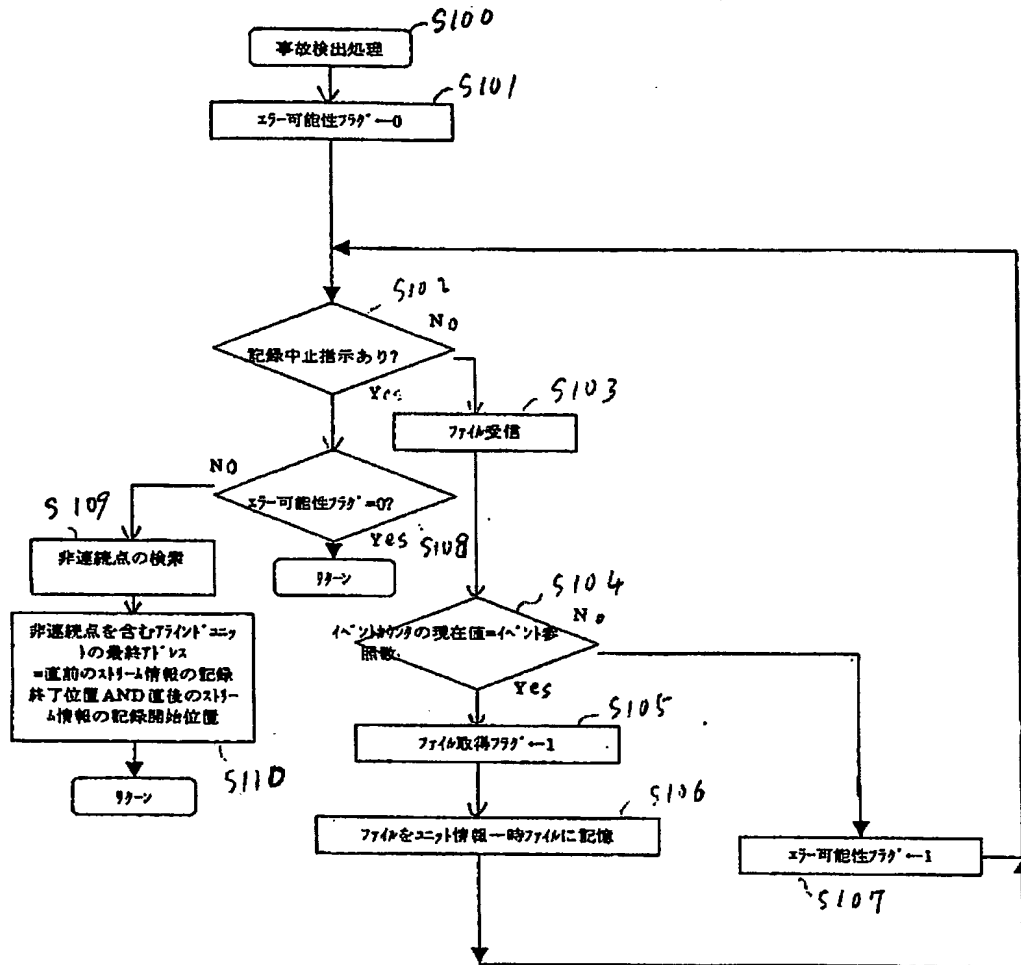 S100
事故検出処理
S101
エラー可能性フラグ←0
S102
No
記録中止指示あり?
Yes
S103
ファイル受信
NO
エラー可能性フラグ=0?
S109
Yes
S108
非連続点の検索
リターン
S104
No
イベントカウンタの現在値=イベント参
照数
非連続点を含むアラインドユニッ
トの最終アドレス
=直前のストリーム情報の記録
終了位置AND直後のストリー
ム情報の記録開始位置
Yes
S105
ファイル取得フラグ←1
S110
リターン
S106
ファイルをユニット情報一時ファイルに記憶
エラー可能性フラグ←1
S107